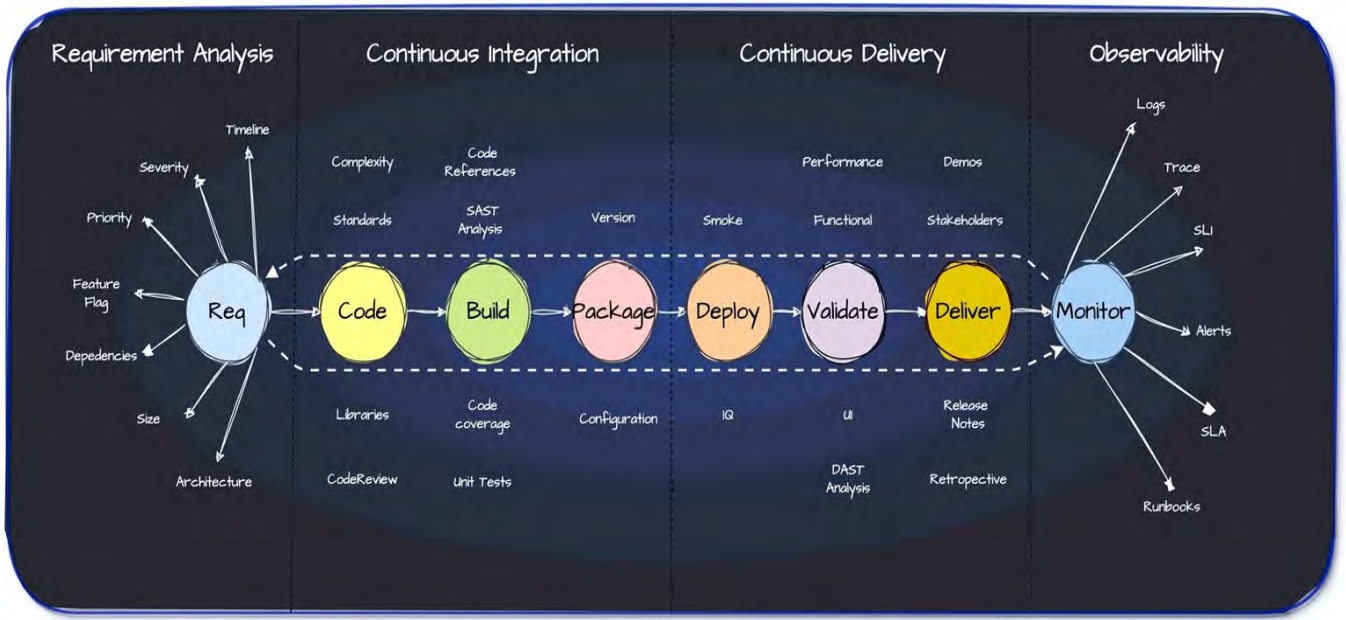 Requirement Analysis
Continuous Integration
Continuous Delivery
Observability
Timeline
Severity
Priority
Feature
Flag
Depedencies
Size
Architecture
Req
Complexity
Standards
Code
Libraries
CodeReview
Code
References
SAST
Analysis
Build
Code
coverage
Unit Tests
Version
Package
Configuration
Smoke
Deploy
IQ
Performance
Functional
Validate
UI
DAST
Analysis
Demos
Stakeholders
Deliver
Release
Notes
Retropective
Monitor
Logs
Trace
SLI
Alerts
SLA
Runbooks